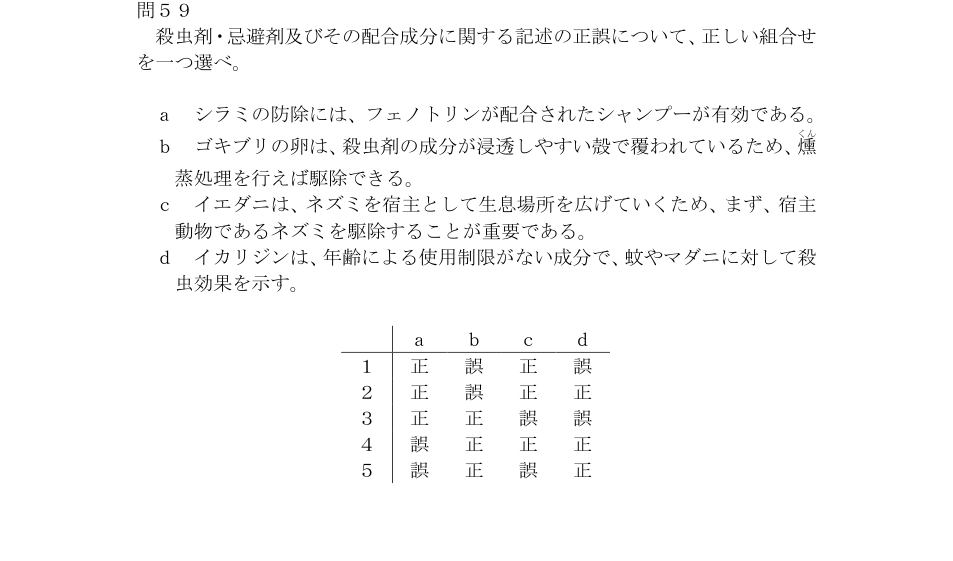 問５９
殺虫剤・忌避剤及びその配合成分に関する記述の正誤について、正しい組合せ
を一つ選べ。
a シラミの防除には、フェノトリンが配合されたシャンプーが有効である。
b ゴキブリの卵は、殺虫剤の成分が浸透しやすい殻で覆われているため、燻
くん
蒸処理を行えば駆除できる。
c イエダニは、ネズミを宿主として生息場所を広げていくため、まず、宿主
動物であるネズミを駆除することが重要である。
d イカリジンは、年齢による使用制限がない成分で、蚊やマダニに対して殺
虫効果を示す。
a b c d
1 正 誤 正 誤
2 正 誤 正 正
3 正 正 誤 誤
4 誤 正 正 正
5 誤 正 誤 正